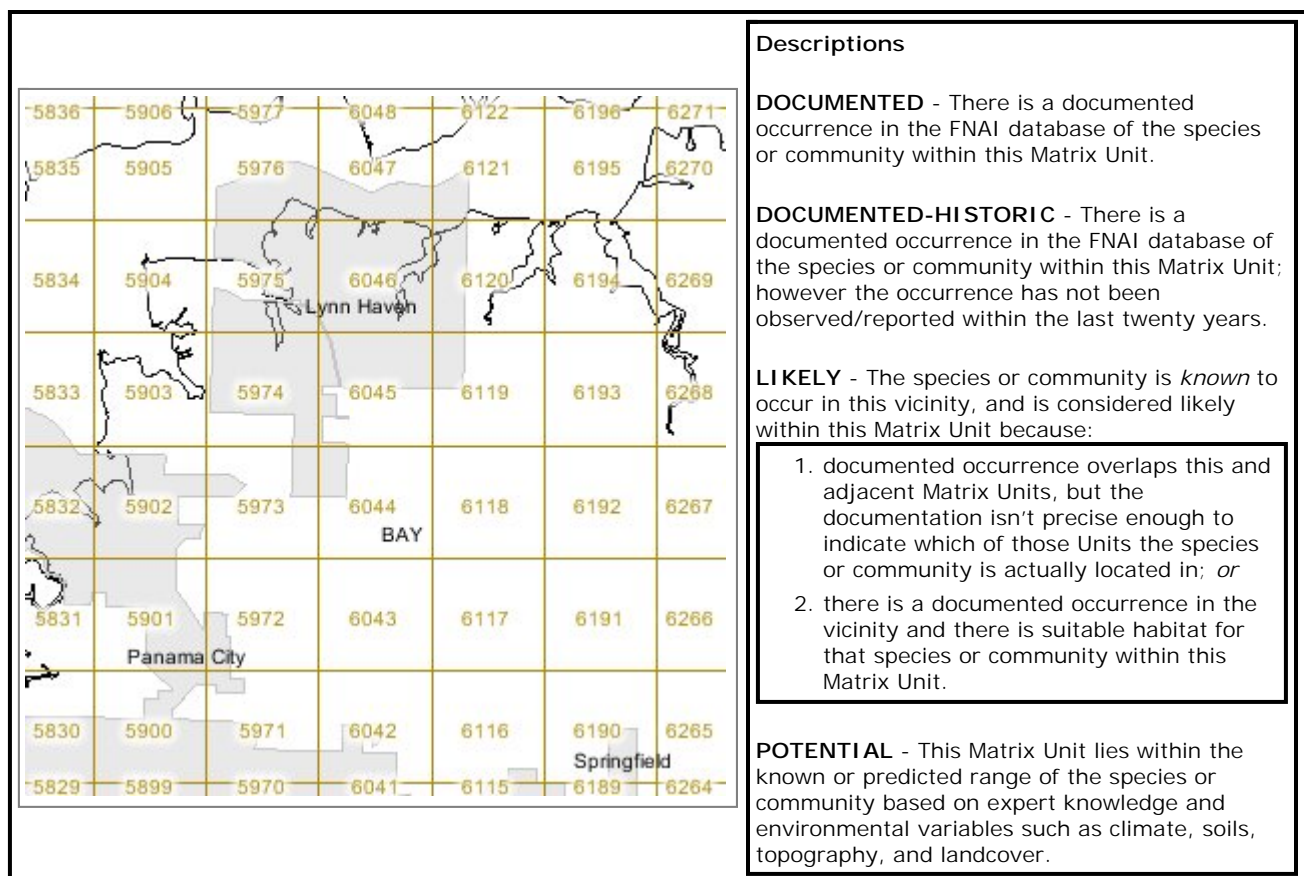 5836 5906 5977 6048 6122 6196 6271
5835 5905 5976 6047 6121 6195 6270
5834 5904 5975 6046 6120 6194 6269
Lynn Haven
5833 5903 5974 6045 6119 6193 6268
5832 5902 5973 6044 6118 6192 6267
BAY
5831 5901 5972 6043 6117 6191 6266
Panama City
5830 5900 5971 6042 6116 6190 6265
Springfield
5829 5899 5970 6041 6115 6189 6264
Descriptions
DOCUMENTED - There is a documented
occurrence in the FNAI database of the species
or community within this Matrix Unit.
DOCUMENTED-HISTORIC - There is a
documented occurrence in the FNAI database of
the species or community within this Matrix Unit;
however the occurrence has not been
observed/reported within the last twenty years.
LIKELY - The species or community is known to
occur in this vicinity, and is considered likely
within this Matrix Unit because:
1. documented occurrence overlaps this and
adjacent Matrix Units, but the
documentation isn't precise enough to
indicate which of those Units the species
or community is actually located in; or
2. there is a documented occurrence in the
vicinity and there is suitable habitat for
that species or community within this
Matrix Unit.
POTENTIAL - This Matrix Unit lies within the
known or predicted range of the species or
community based on expert knowledge and
environmental variables such as climate, soils,
topography, and landcover.